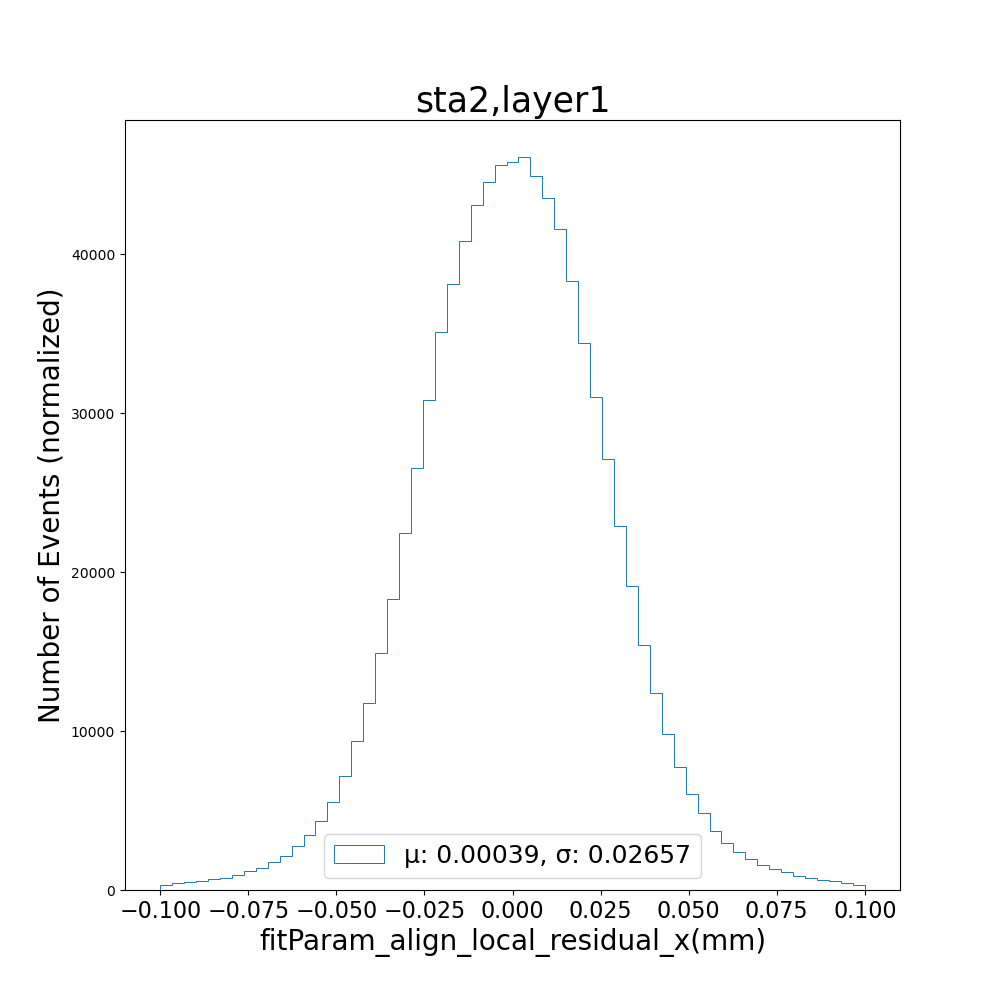 sta2,layer1
Number of Events (normalized)
40000
30000
20000
10000
0
−0.100 −0.075 −0.050 −0.025 0.000 0.025 0.050 0.075 0.100
μ: 0.00039, σ: 0.02657
fitParam_align_local_residual_x(mm)